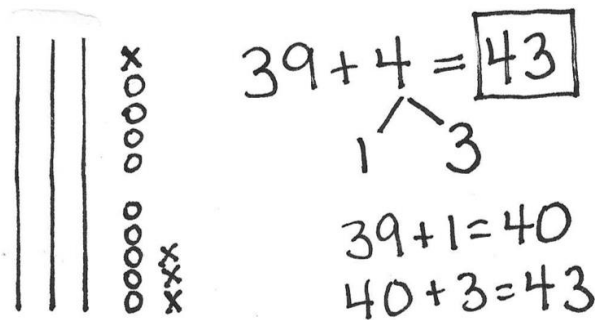 39 + 4 = 43
1 3
39 + 1 = 40
40 + 3 = 43